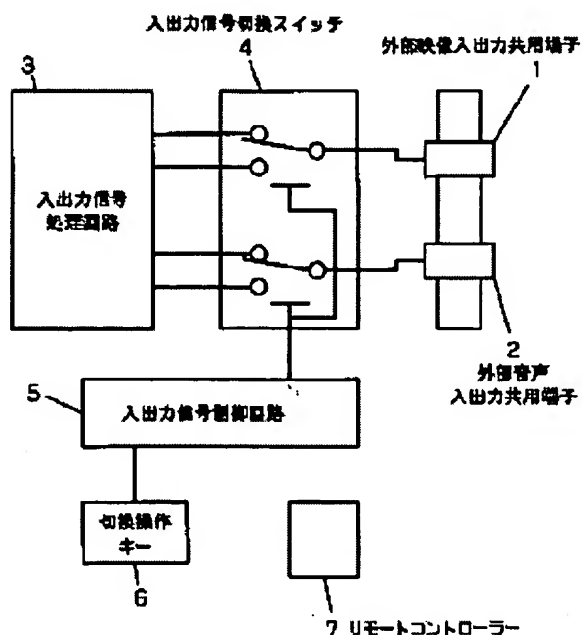 入出力信号切換スイッチ
4
外部映像入出力共用端子
1
3
入出力信号
処理回路
2
外部音声
入出力共用端子
5
入出力信号制御回路
切換操作
キー
6
7 リモートコントローラー